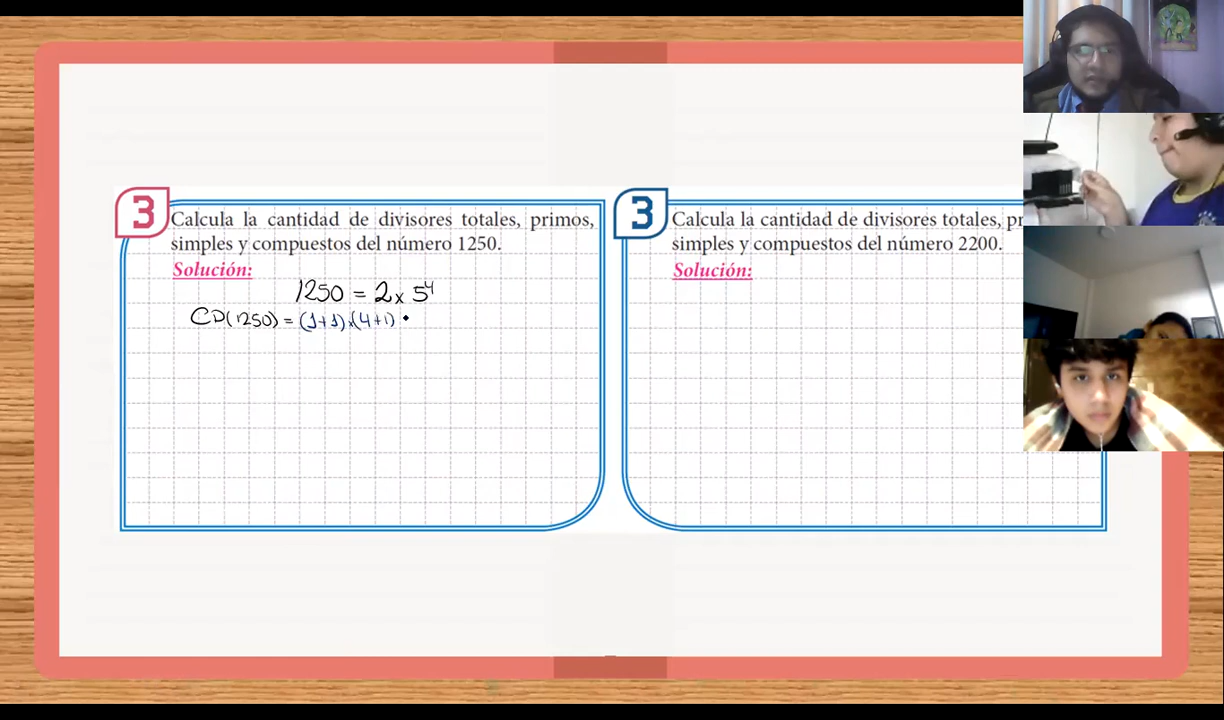 3
Calcula la cantidad de divisores totales, primos,
simples y compuestos del número 1250.
Solución:
1250 = 2 x 5⁴
CD(1250) = (1+1)x(4+1)
3
Calcula la cantidad de divisores totales, pr
simples y compuestos del número 2200.
Solución: